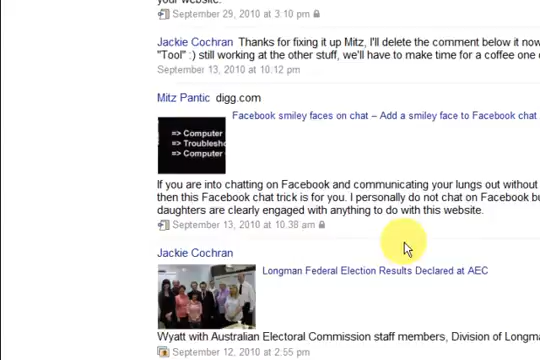 your website.
September 29, 2010 at 3.10 pm
Jackie Cochran Thanks for fixing it up Mitz, I'll delete the comment below it now
"Tool" :) still working at the other stuff, we'll have to make time for a coffee one
September 13, 2010 at 10.12 pm
Mitz Pantic digg.com
Facebook smiley faces on chat – Add a smiley face to Facebook chat
=> Computer
=> Troublesh
=> Computer
If you are into chatting on Facebook and communicating your lungs out without
then this Facebook chat trick is for you. I personally do not chat on Facebook bu
daughters are clearly engaged with anything to do with this website.
September 13, 2010 at 10.38 am
Jackie Cochran
Longman Federal Election Results Declared at AEC
Wyatt with Australian Electoral Commission staff members, Division of Longm
September 12, 2010 at 2:55 pm